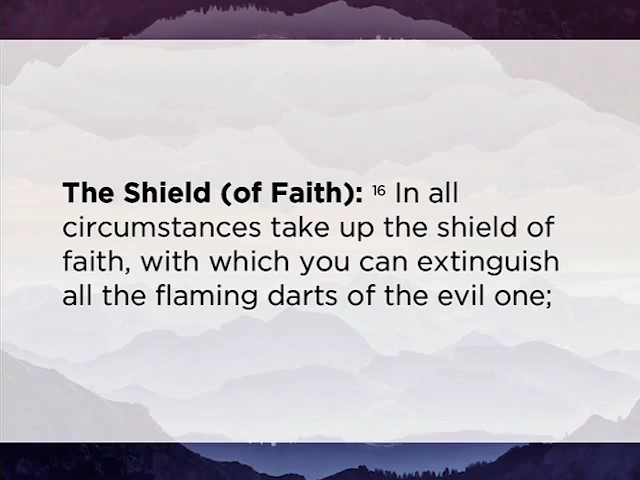 The Shield (of Faith): 16 In all
circumstances take up the shield of
faith, with which you can extinguish
all the flaming darts of the evil one;